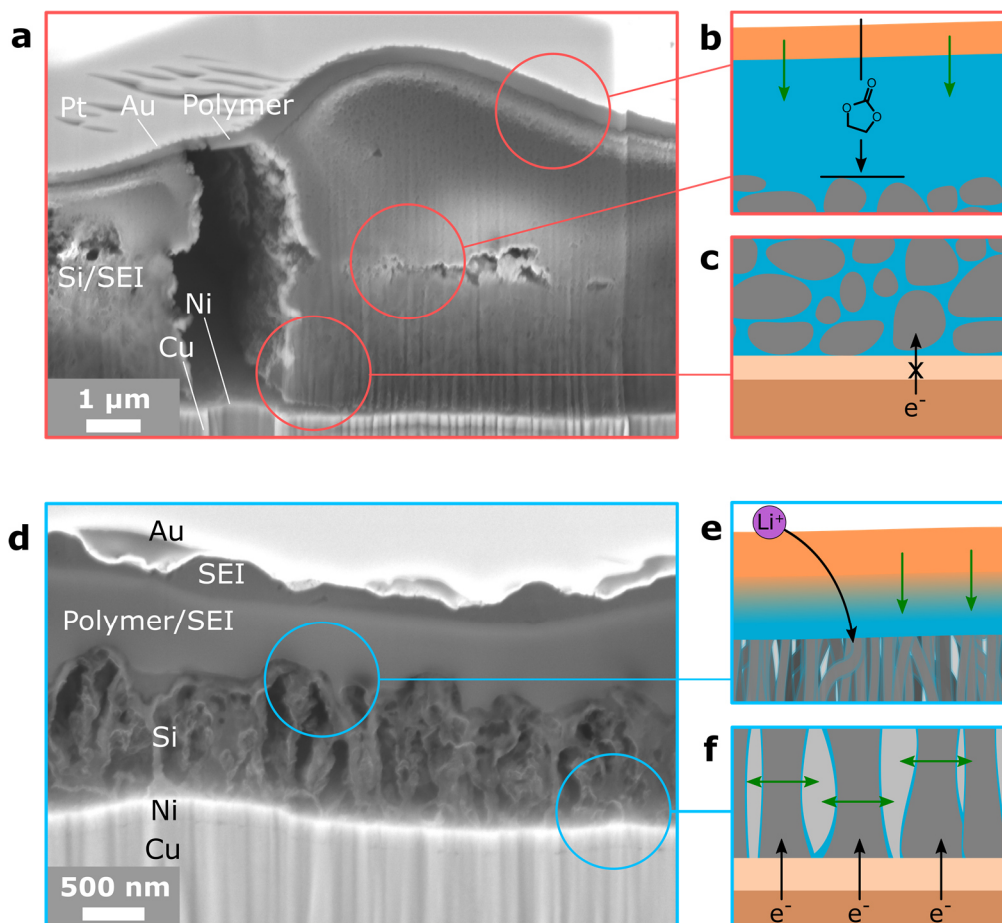 a
Pt
Au
Polymer
Si/SEI
Ni
Cu
1 μm
b
O
O
O
c
X
e-
d
Au
SEI
Polymer/SEI
Si
Ni
Cu
500 nm
e
Li+
f
e- e- e-